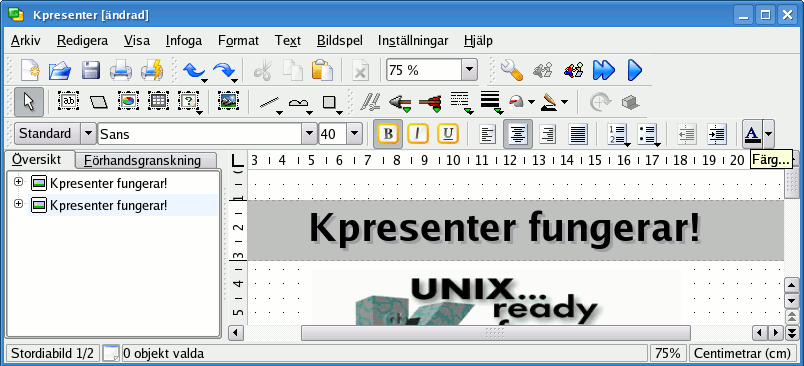 Kpresenter [ändrad]
Arkiv Redigera Visa Infoga Format Text Bildspel Inställningar Hjälp
75 %
Standard Sans 40 B I U A
Översikt Förhandsgranskning
3 4 5 6 7 8 9 10 11 12 13 14 15 16 17 18 19 20
Färg...
Kpresenter fungerar!
Kpresenter fungerar!
1
2
3
4
5
Kpresenter fungerar!
UNIX...
ready
Stordiabild 1/2 0 objekt valda 75% Centimetrar (cm)